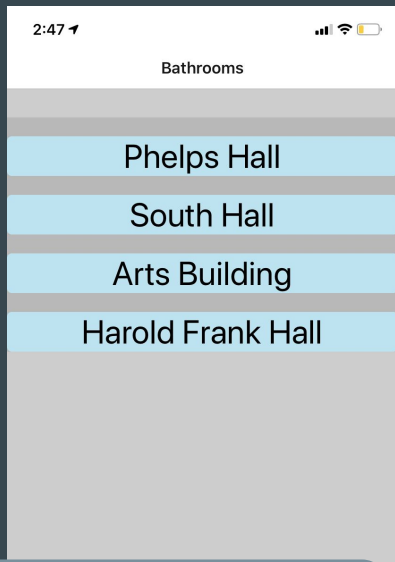 2:47
Bathrooms
Phelps Hall
South Hall
Arts Building
Harold Frank Hall